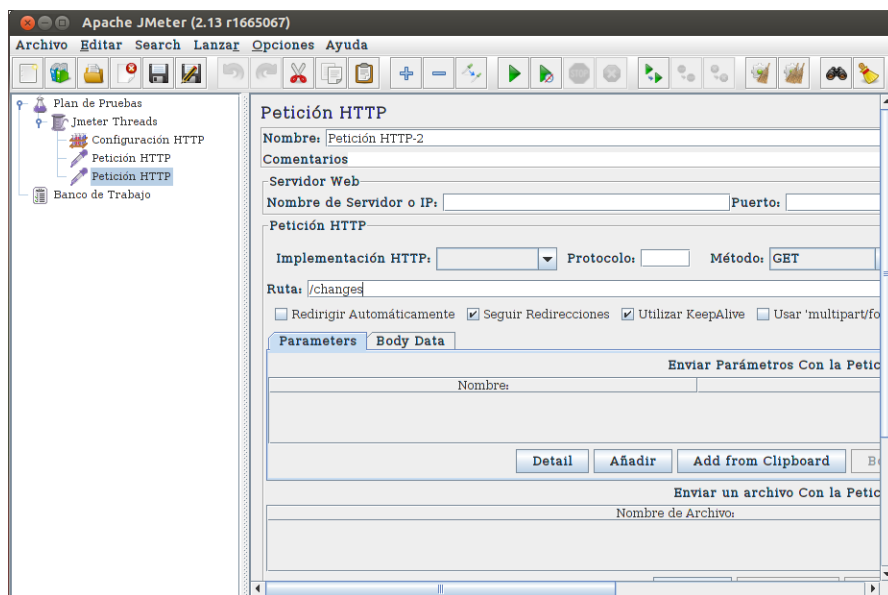 Apache JMeter (2.13 r1665067)
Archivo Editar Search Lanzar Opciones Ayuda
STOP
Plan de Pruebas
Jmeter Threads
Configuración HTTP
Petición HTTP
Petición HTTP
Banco de Trabajo
Petición HTTP
Nombre: Petición HTTP-2
Comentarios
Servidor Web
Nombre de Servidor o IP: Puerto:
Petición HTTP
Implementación HTTP: Protocolo: Método: GET
Ruta: /changes
Redirigir Automáticamente Seguir Redirecciones Utilizar KeepAlive Usar 'multipart/fo
Parameters Body Data
Enviar Parámetros Con la Petic
Nombre:
Detail Añadir Add from Clipboard
Enviar un archivo Con la Petic
Nombre de Archivo: